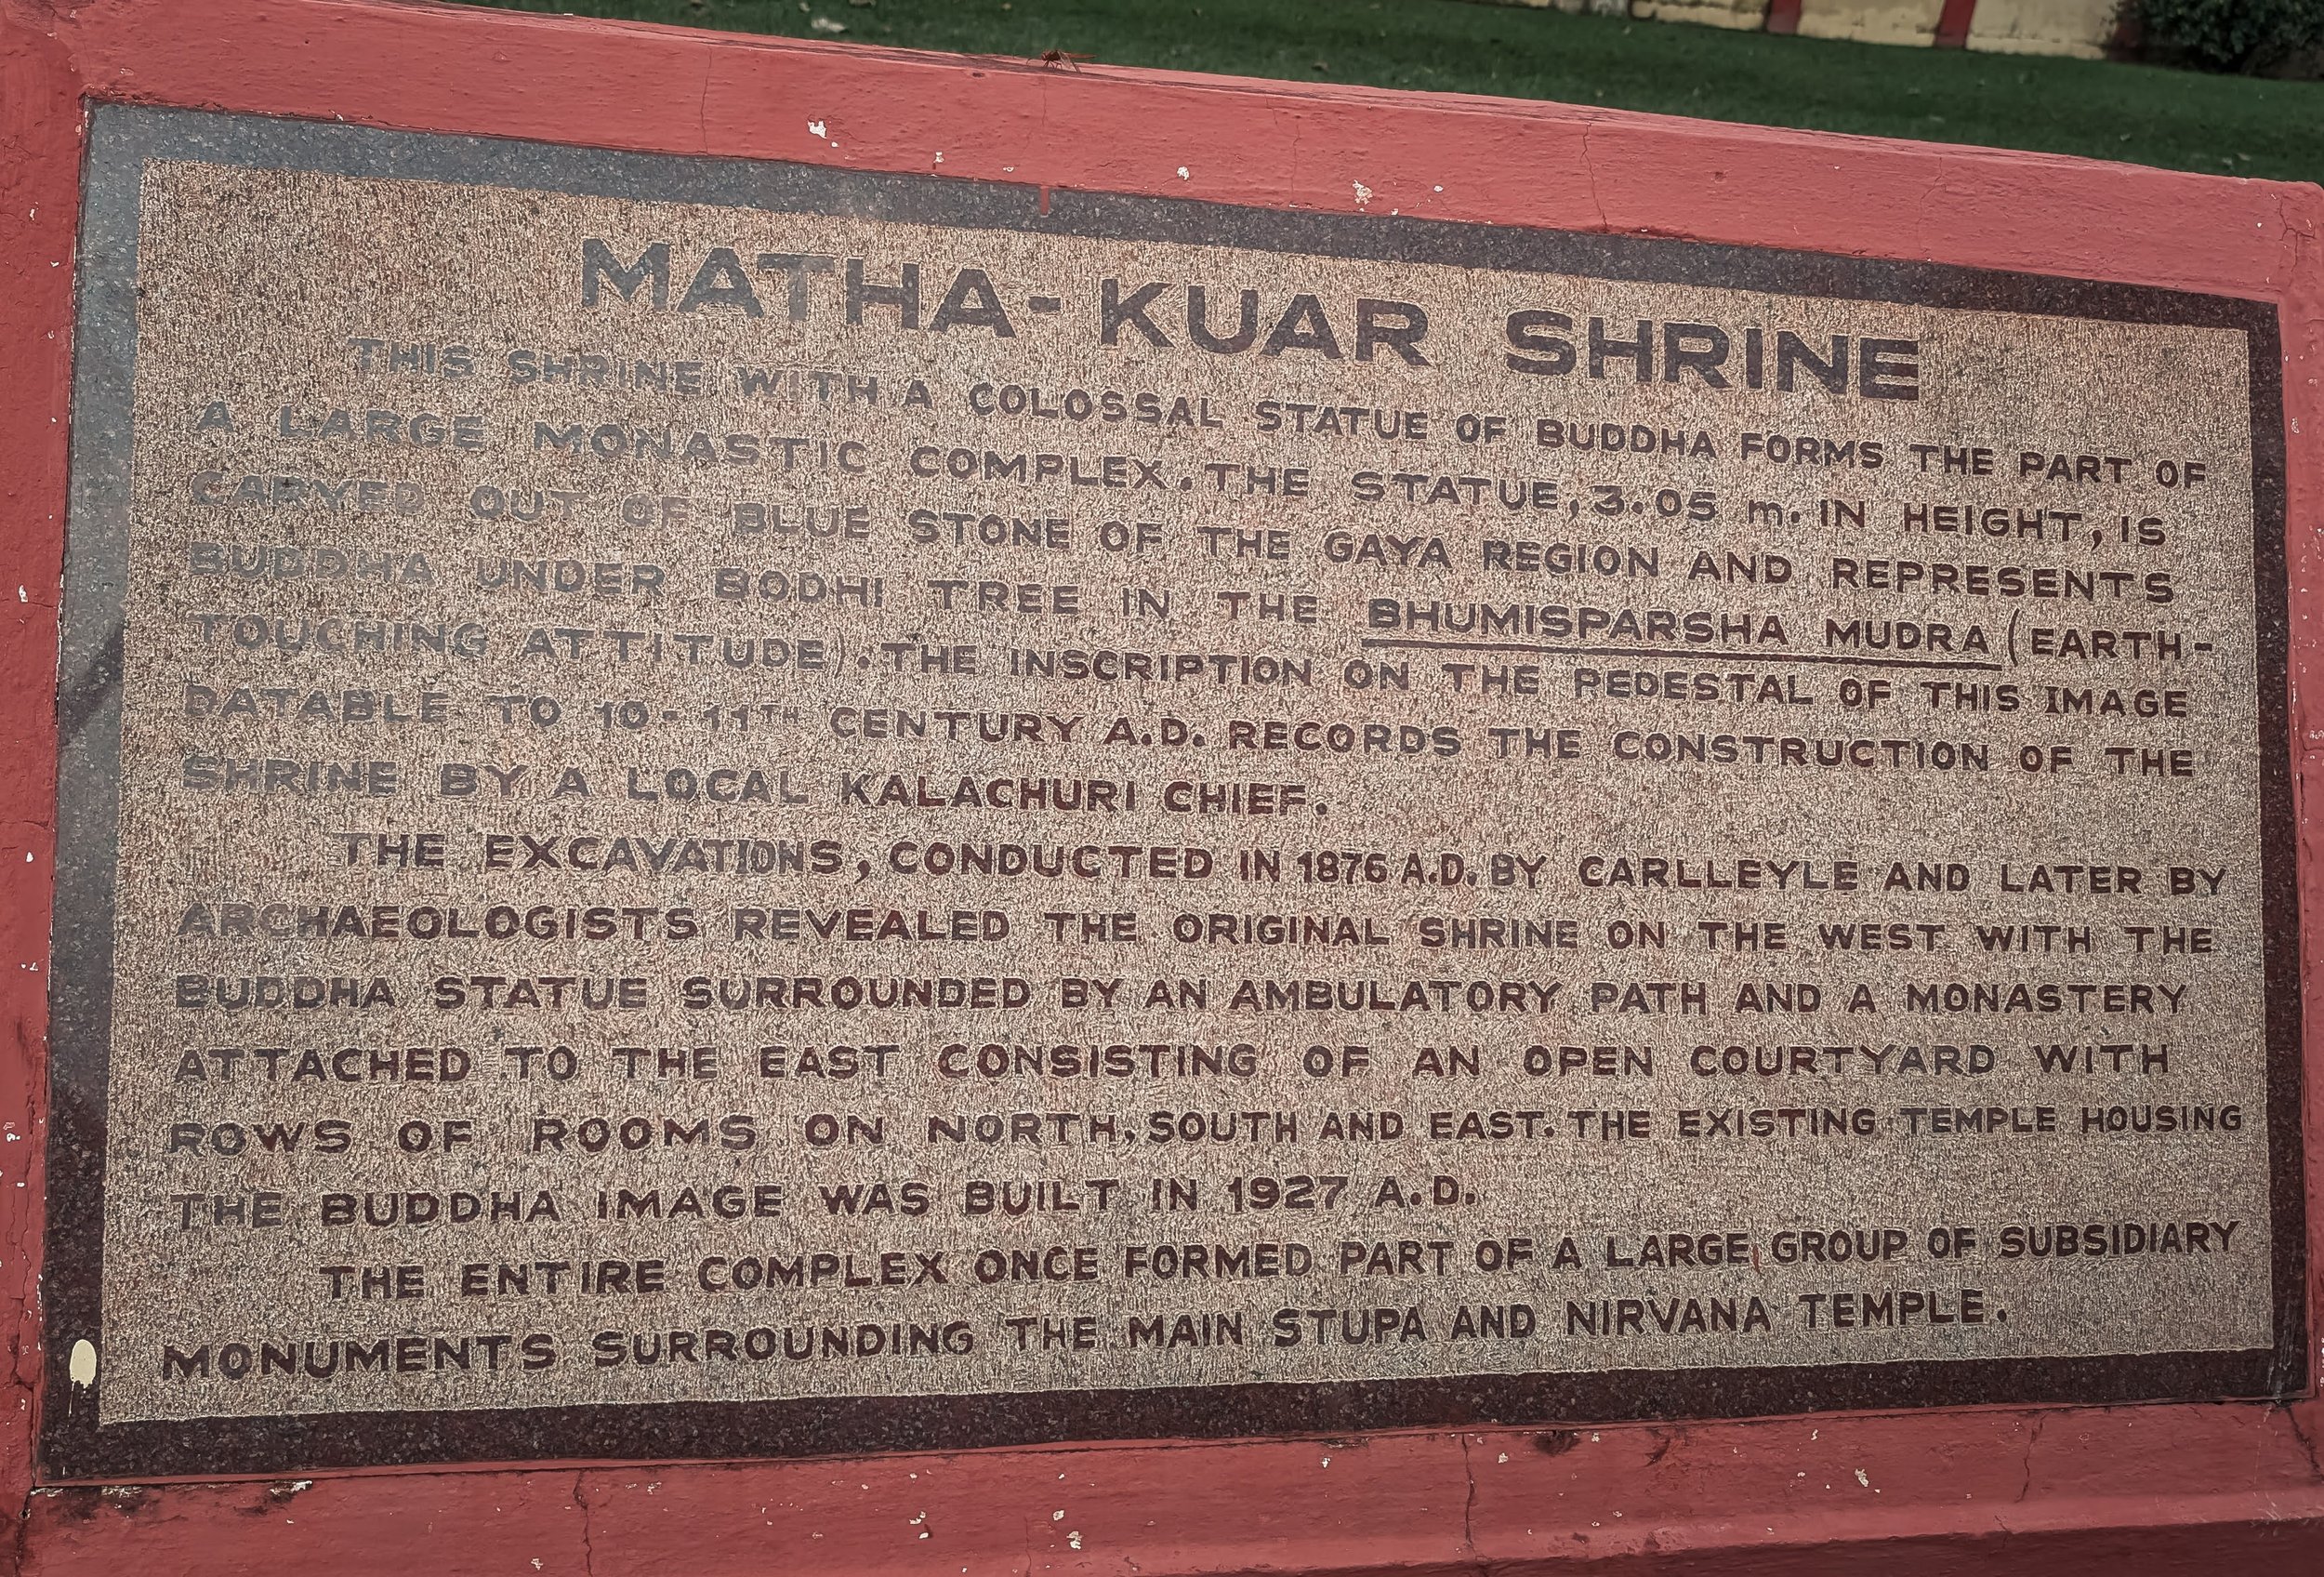 MATHA-KUAR SHRINE
THIS SHRINE WITH A COLOSSAL STATUE OF BUDDHA FORMS THE PART OF
A LARGE MONASTIC COMPLEX. THE STATUE, 3.05 m. IN HEIGHT, IS
CARVED OUT OF BLUE STONE OF THE GAYA REGION AND REPRESENTS
BUDDHA UNDER BODHI TREE IN THE BHUMISPARSHA MUDRA (EARTH-
TOUCHING ATTITUDE). THE INSCRIPTION ON THE PEDESTAL OF THIS IMAGE
DATABLE TO 10-11TH CENTURY A.D. RECORDS THE CONSTRUCTION OF THE
SHRINE BY A LOCAL KALACHURI CHIEF.
THE EXCAVATIONS, CONDUCTED IN 1876 A.D. BY CARLLEYLE AND LATER BY
ARCHAEOLOGISTS REVEALED THE ORIGINAL SHRINE ON THE WEST WITH THE
BUDDHA STATUE SURROUNDED BY AN AMBULATORY PATH AND A MONASTERY
ATTACHED TO THE EAST CONSISTING OF AN OPEN COURTYARD WITH
ROWS OF ROOMS ON NORTH, SOUTH AND EAST. THE EXISTING TEMPLE HOUSING
THE BUDDHA IMAGE WAS BUILT IN 1927 A.D.
THE ENTIRE COMPLEX ONCE FORMED PART OF A LARGE GROUP OF SUBSIDIARY
MONUMENTS SURROUNDING THE MAIN STUPA AND NIRVANA TEMPLE.